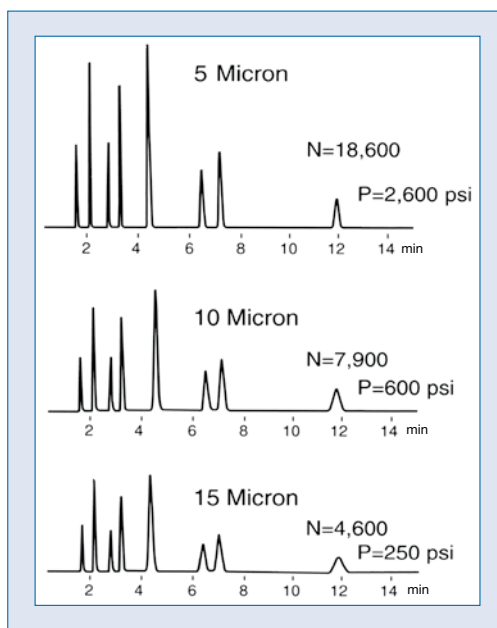 5 Micron
N=18,600
P=2,600 psi
2 4 6 8 10 12 14 min
10 Micron
N=7,900
P=600 psi
2 4 6 8 10 12 14 min
15 Micron
N=4,600
P=250 psi
2 4 6 8 10 12 14 min